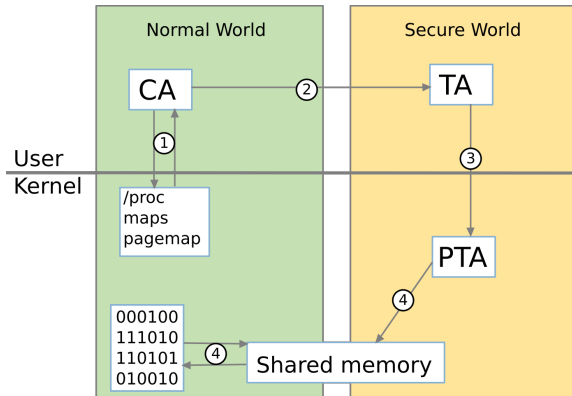 Normal World
Secure World
CA
2
TA
1
3
User
Kernel
/proc
maps
pagemap
PTA
4
000100
111010
110101
010010
4
Shared memory